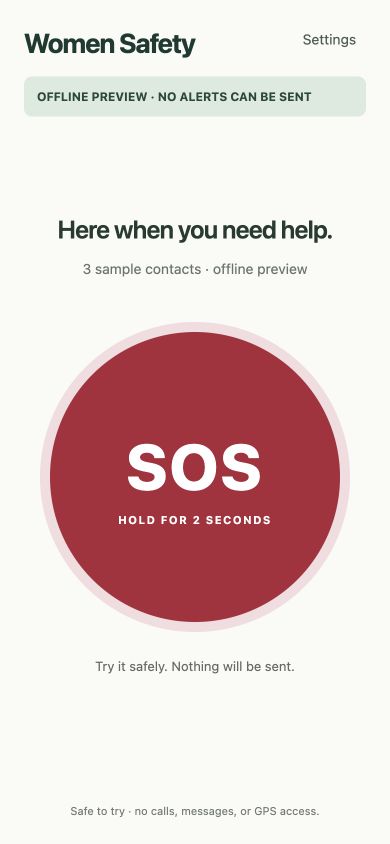 Women Safety
Settings
OFFLINE PREVIEW · NO ALERTS CAN BE SENT
Here when you need help.
3 sample contacts · offline preview
SOS
HOLD FOR 2 SECONDS
Try it safely. Nothing will be sent.
Safe to try · no calls, messages, or GPS access.